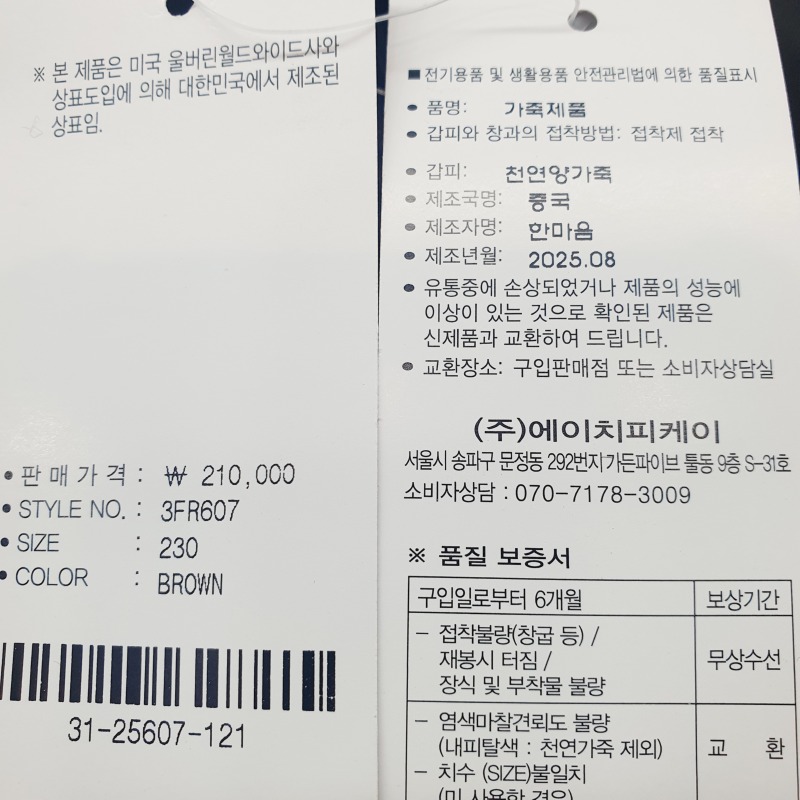 ※ 본 제품은 미국 울버린월드와이드사와
상표도입에 의해 대한민국에서 제조된
상표임.
• 판 매 가 격 : ₩ 210,000
• STYLE NO. : 3FR607
• SIZE : 230
• COLOR : BROWN
31-25607-121
■ 전기용품 및 생활용품 안전관리법에 의한 품질표시
• 품명: 가죽제품
• 갑피와 창과의 접착방법: 접착제 접착
• 갑피: 천연양가죽
• 제조국명: 중국
• 제조자명: 한마음
• 제조년월: 2025.08
• 유통중에 손상되었거나 제품의 성능에
이상이 있는 것으로 확인된 제품은
신제품과 교환하여 드립니다.
• 교환장소: 구입판매점 또는 소비자상담실
(주)에이치피케이
서울시 송파구 문정동 292번지 가든파이브 툴동 9층 S-31호
소비자상담 : 070-7178-3009
※ 품질 보증서
구입일로부터 6개월 보상기간
– 접착불량(창굽 등) /
재봉시 터짐 /
장식 및 부착물 불량
무상수선
– 염색마찰견뢰도 불량
(내피탈색 : 천연가죽 제외)
– 치수 (SIZE)불일치
(미 사용한 경우)
교 환